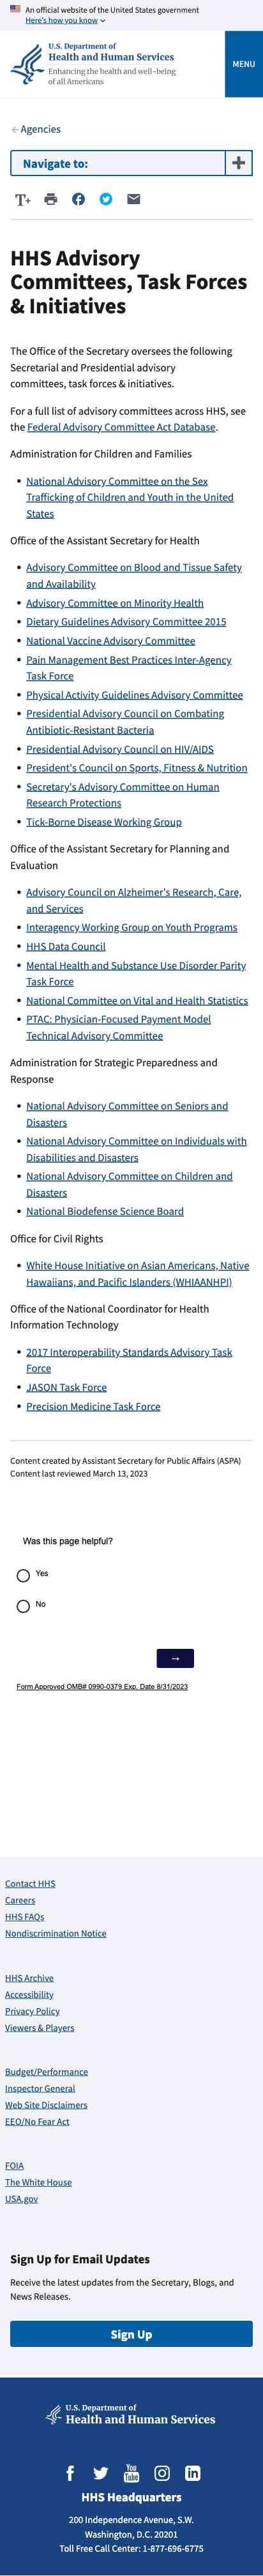 An official website of the United States government
Here's how you know
U.S. Department of
Health and Human Services
Enhancing the health and well-being
of all Americans
MENU
Agencies
Navigate to:
T+
HHS Advisory
Committees, Task Forces
& Initiatives
The Office of the Secretary oversees the following
Secretarial and Presidential advisory
committees, task forces & initiatives.
For a full list of advisory committees across HHS, see
the Federal Advisory Committee Act Database.
Administration for Children and Families
National Advisory Committee on the Sex
Trafficking of Children and Youth in the United
States
Office of the Assistant Secretary for Health
Advisory Committee on Blood and Tissue Safety
and Availability
Advisory Committee on Minority Health
Dietary Guidelines Advisory Committee 2015
National Vaccine Advisory Committee
Pain Management Best Practices Inter-Agency
Task Force
Physical Activity Guidelines Advisory Committee
Presidential Advisory Council on Combating
Antibiotic-Resistant Bacteria
Presidential Advisory Council on HIV/AIDS
President's Council on Sports, Fitness & Nutrition
Secretary's Advisory Committee on Human
Research Protections
Tick-Borne Disease Working Group
Office of the Assistant Secretary for Planning and
Evaluation
Advisory Council on Alzheimer's Research, Care,
and Services
Interagency Working Group on Youth Programs
HHS Data Council
Mental Health and Substance Use Disorder Parity
Task Force
National Committee on Vital and Health Statistics
PTAC: Physician-Focused Payment Model
Technical Advisory Committee
Administration for Strategic Preparedness and
Response
National Advisory Committee on Seniors and
Disasters
National Advisory Committee on Individuals with
Disabilities and Disasters
National Advisory Committee on Children and
Disasters
National Biodefense Science Board
Office for Civil Rights
White House Initiative on Asian Americans, Native
Hawaiians, and Pacific Islanders (WHIAANHPI)
Office of the National Coordinator for Health
Information Technology
2017 Interoperability Standards Advisory Task
Force
JASON Task Force
Precision Medicine Task Force
Content created by Assistant Secretary for Public Affairs (ASPA)
Content last reviewed March 13, 2023
Was this page helpful?
Yes
No
→
Form Approved OMB# 0990-0379 Exp. Date 8/31/2023
Contact HHS
Careers
HHS FAQs
Nondiscrimination Notice
HHS Archive
Accessibility
Privacy Policy
Viewers & Players
Budget/Performance
Inspector General
Web Site Disclaimers
EEO/No Fear Act
FOIA
The White House
USA.gov
Sign Up for Email Updates
Receive the latest updates from the Secretary, Blogs, and
News Releases.
Sign Up
U.S. Department of
Health and Human Services
You
Tube
HHS Headquarters
200 Independence Avenue, S.W.
Washington, D.C. 20201
Toll Free Call Center: 1-877-696-6775